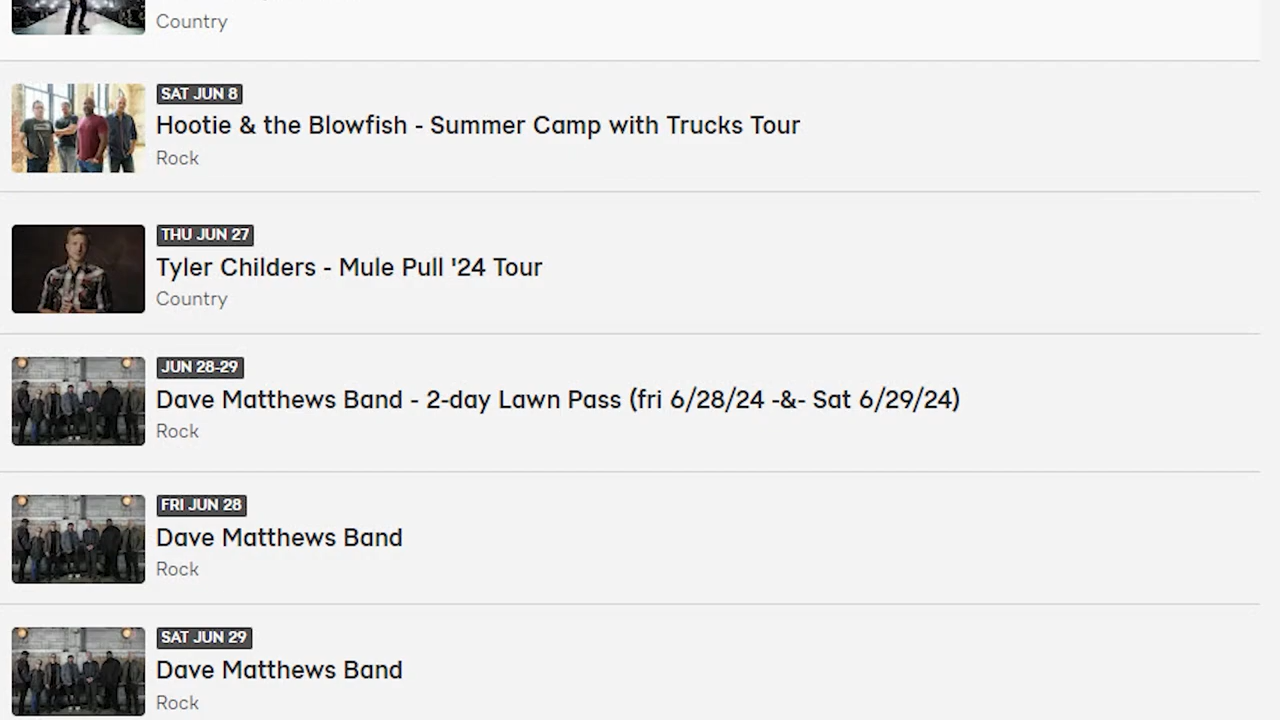 Country
SAT JUN 8
Hootie & the Blowfish - Summer Camp with Trucks Tour
Rock
THU JUN 27
Tyler Childers - Mule Pull '24 Tour
Country
JUN 28-29
Dave Matthews Band - 2-day Lawn Pass (fri 6/28/24 -&- Sat 6/29/24)
Rock
FRI JUN 28
Dave Matthews Band
Rock
SAT JUN 29
Dave Matthews Band
Rock